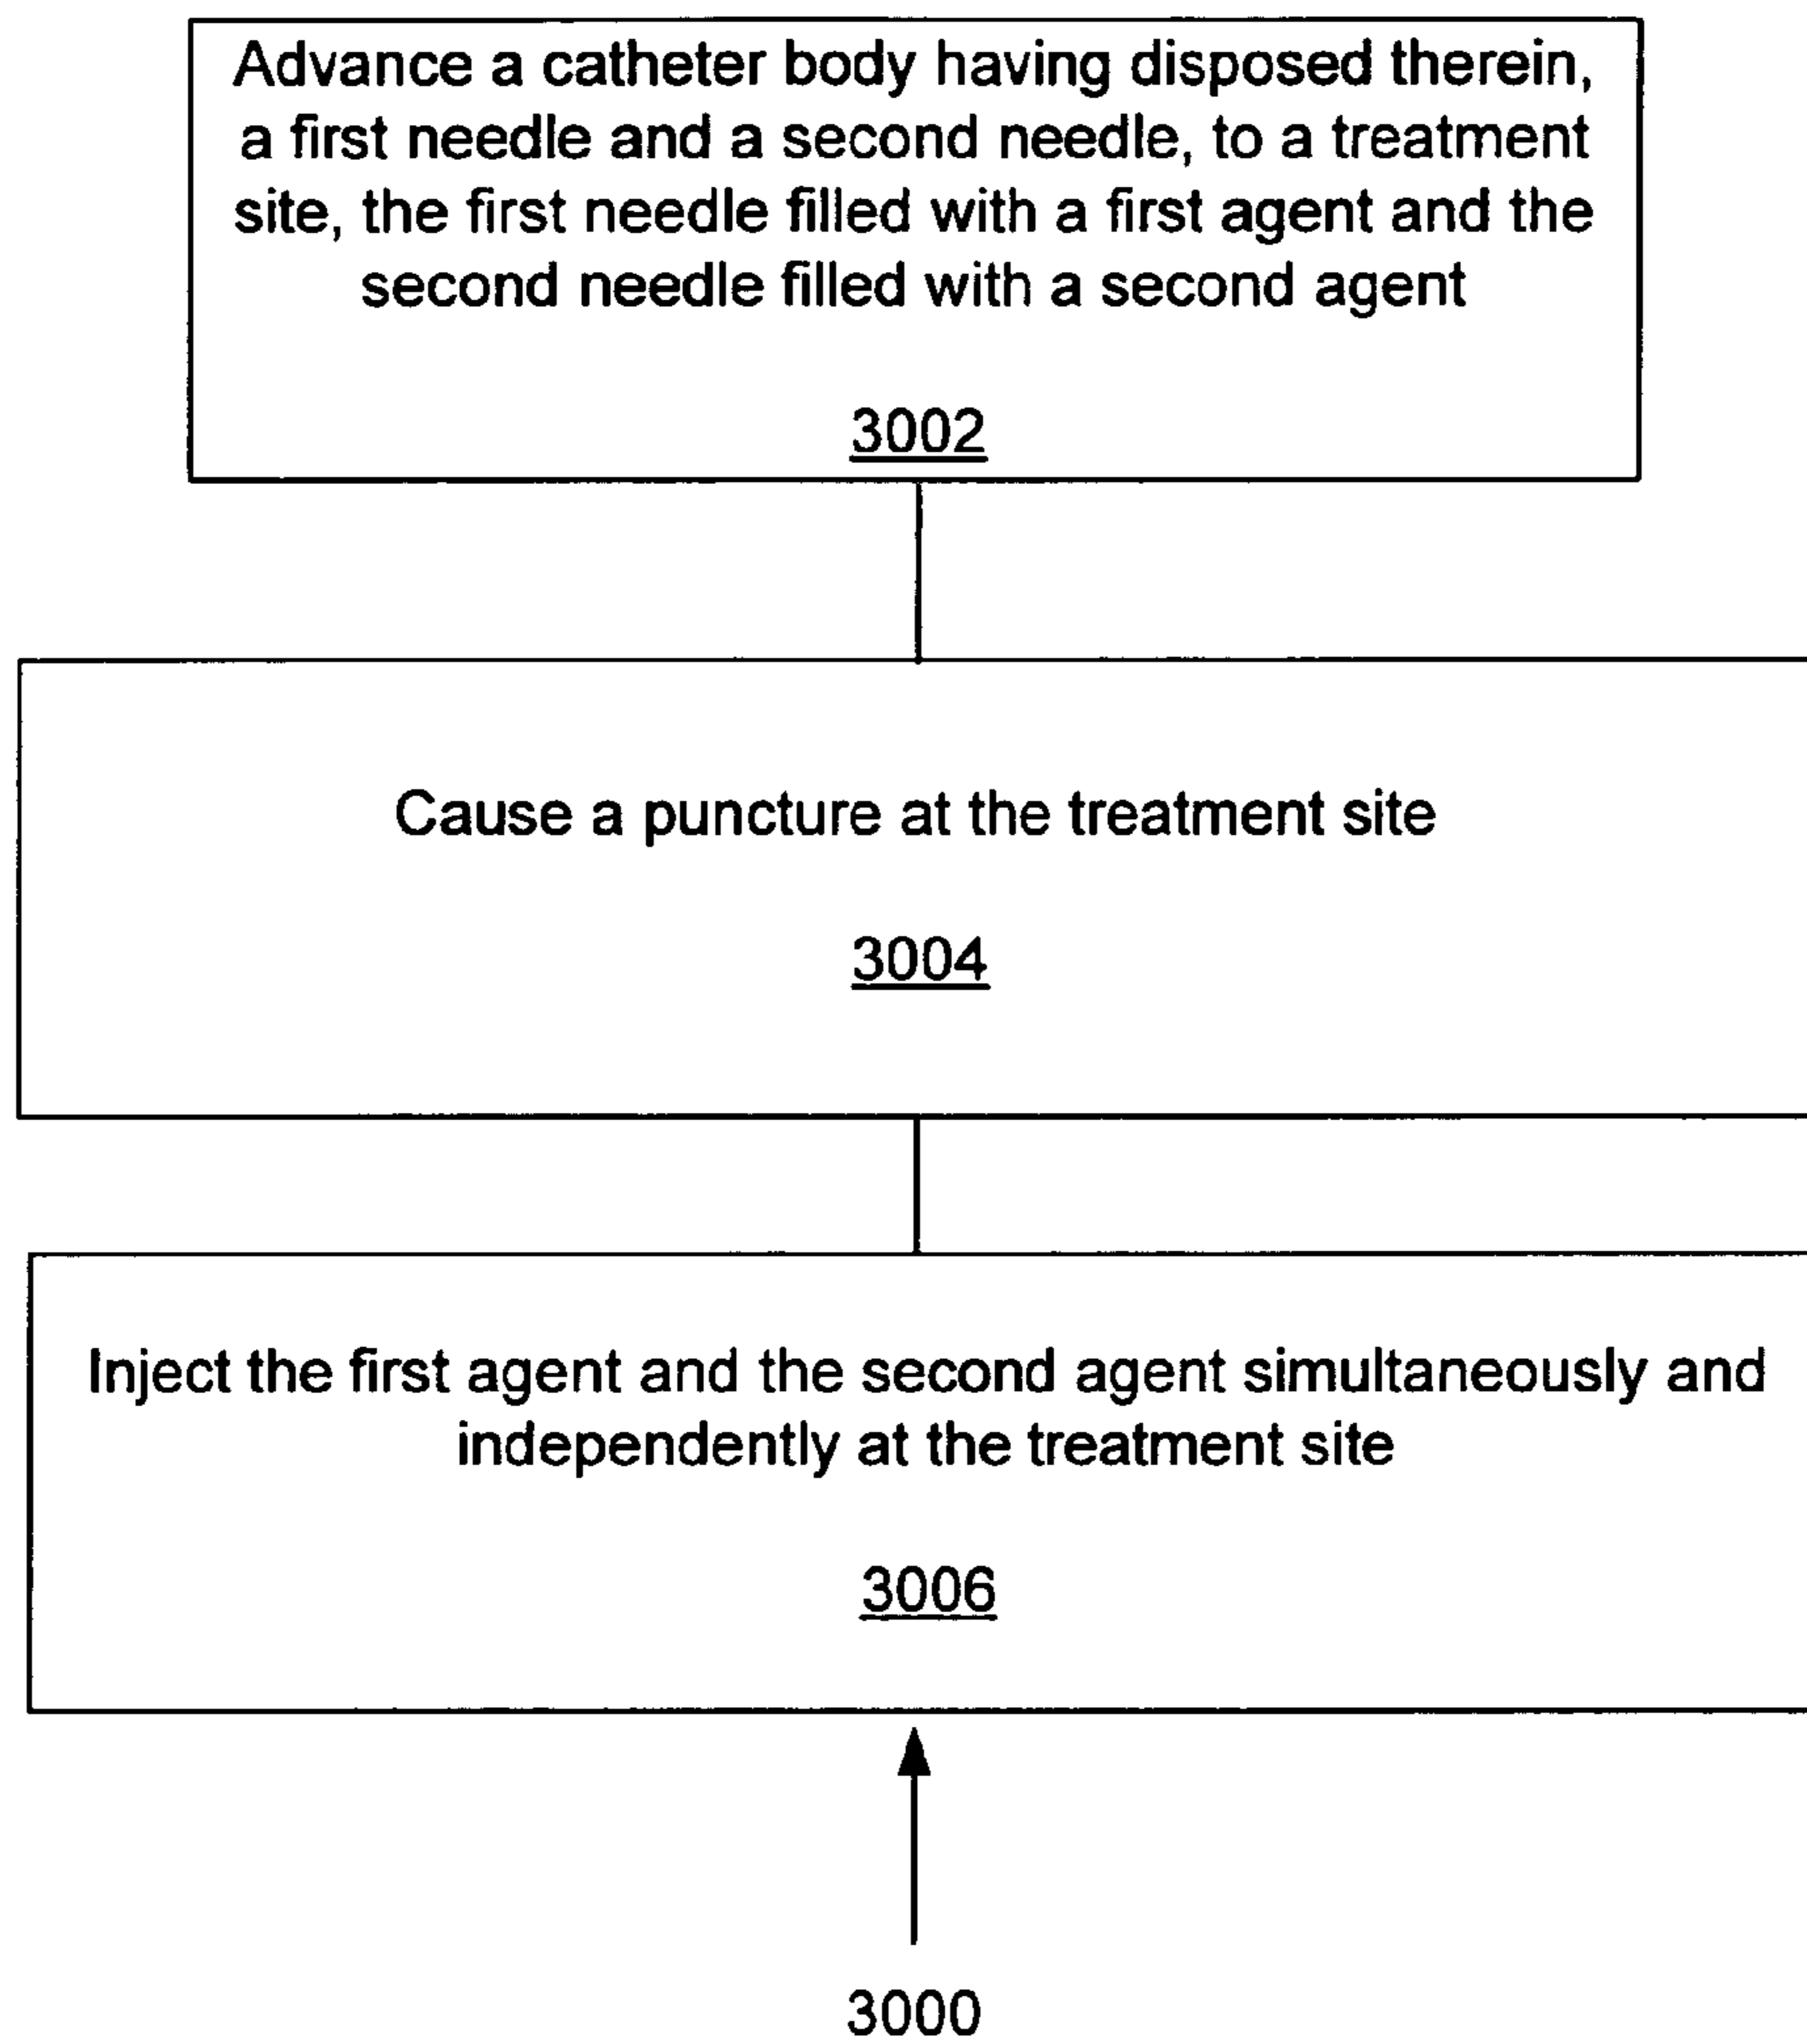 Advance a catheter body having disposed therein,
a first needle and a second needle, to a treatment
site, the first needle filled with a first agent and the
second needle filled with a second agent
3002
Cause a puncture at the treatment site
3004
Inject the first agent and the second agent simultaneously and
independently at the treatment site
3006
3000